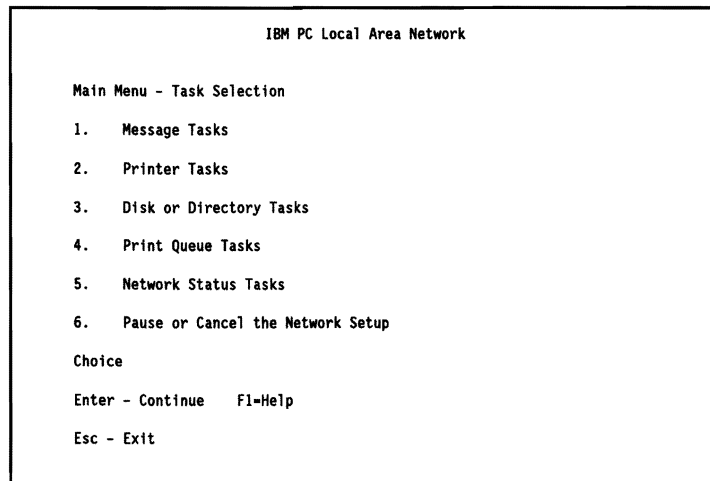 IBM PC Local Area Network
Main Menu - Task Selection
1. Message Tasks
2. Printer Tasks
3. Disk or Directory Tasks
4. Print Queue Tasks
5. Network Status Tasks
6. Pause or Cancel the Network Setup
Choice
Enter - Continue F1=Help
Esc - Exit